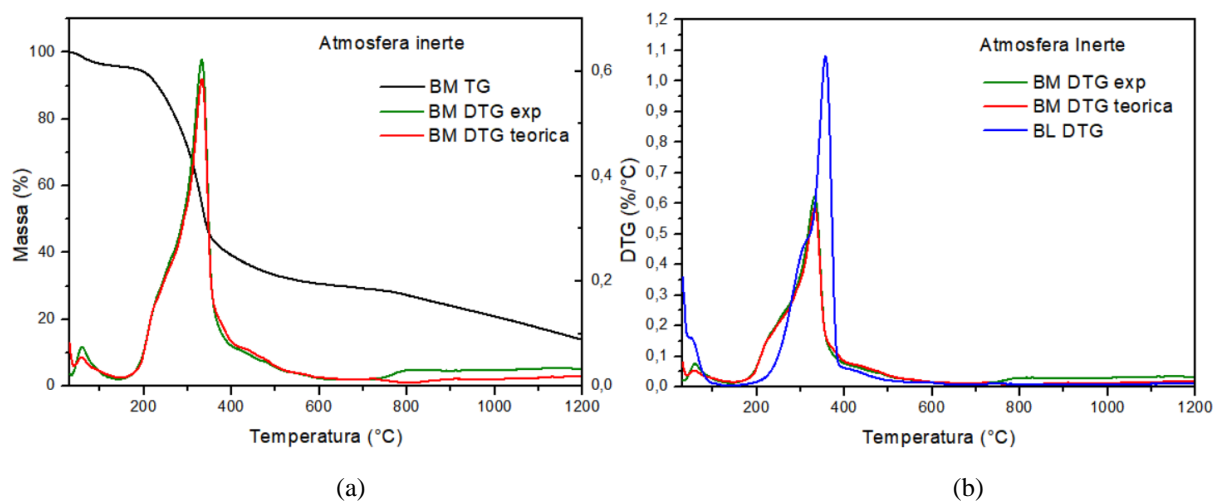 Atmosfera inerte
BM TG
BM DTG exp
BM DTG teorica
Massa (%)
100
80
60
40
20
0
0,6
0,4
0,2
0,0
200
400
600
800
1000
1200
Temperatura (°C)
(a)
Atmosfera Inerte
BM DTG exp
BM DTG teorica
BL DTG
DTG (%/°C)
1,2
1,1
1,0
0,9
0,8
0,7
0,6
0,5
0,4
0,3
0,2
0,1
0,0
200
400
600
800
1000
1200
Temperatura (°C)
(b)